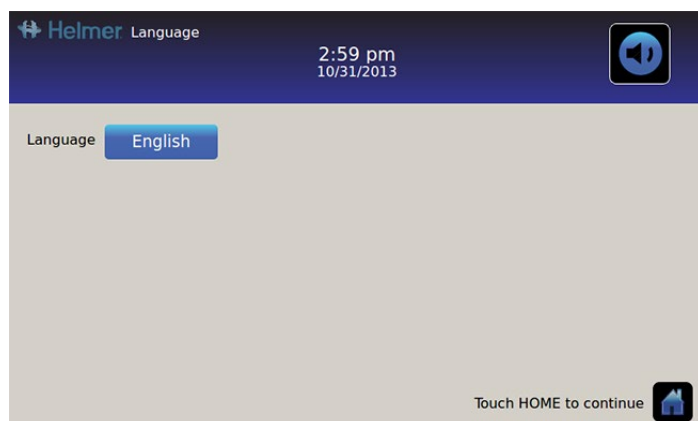 Helmer Language
2:59 pm
10/31/2013
Language English
Touch HOME to continue